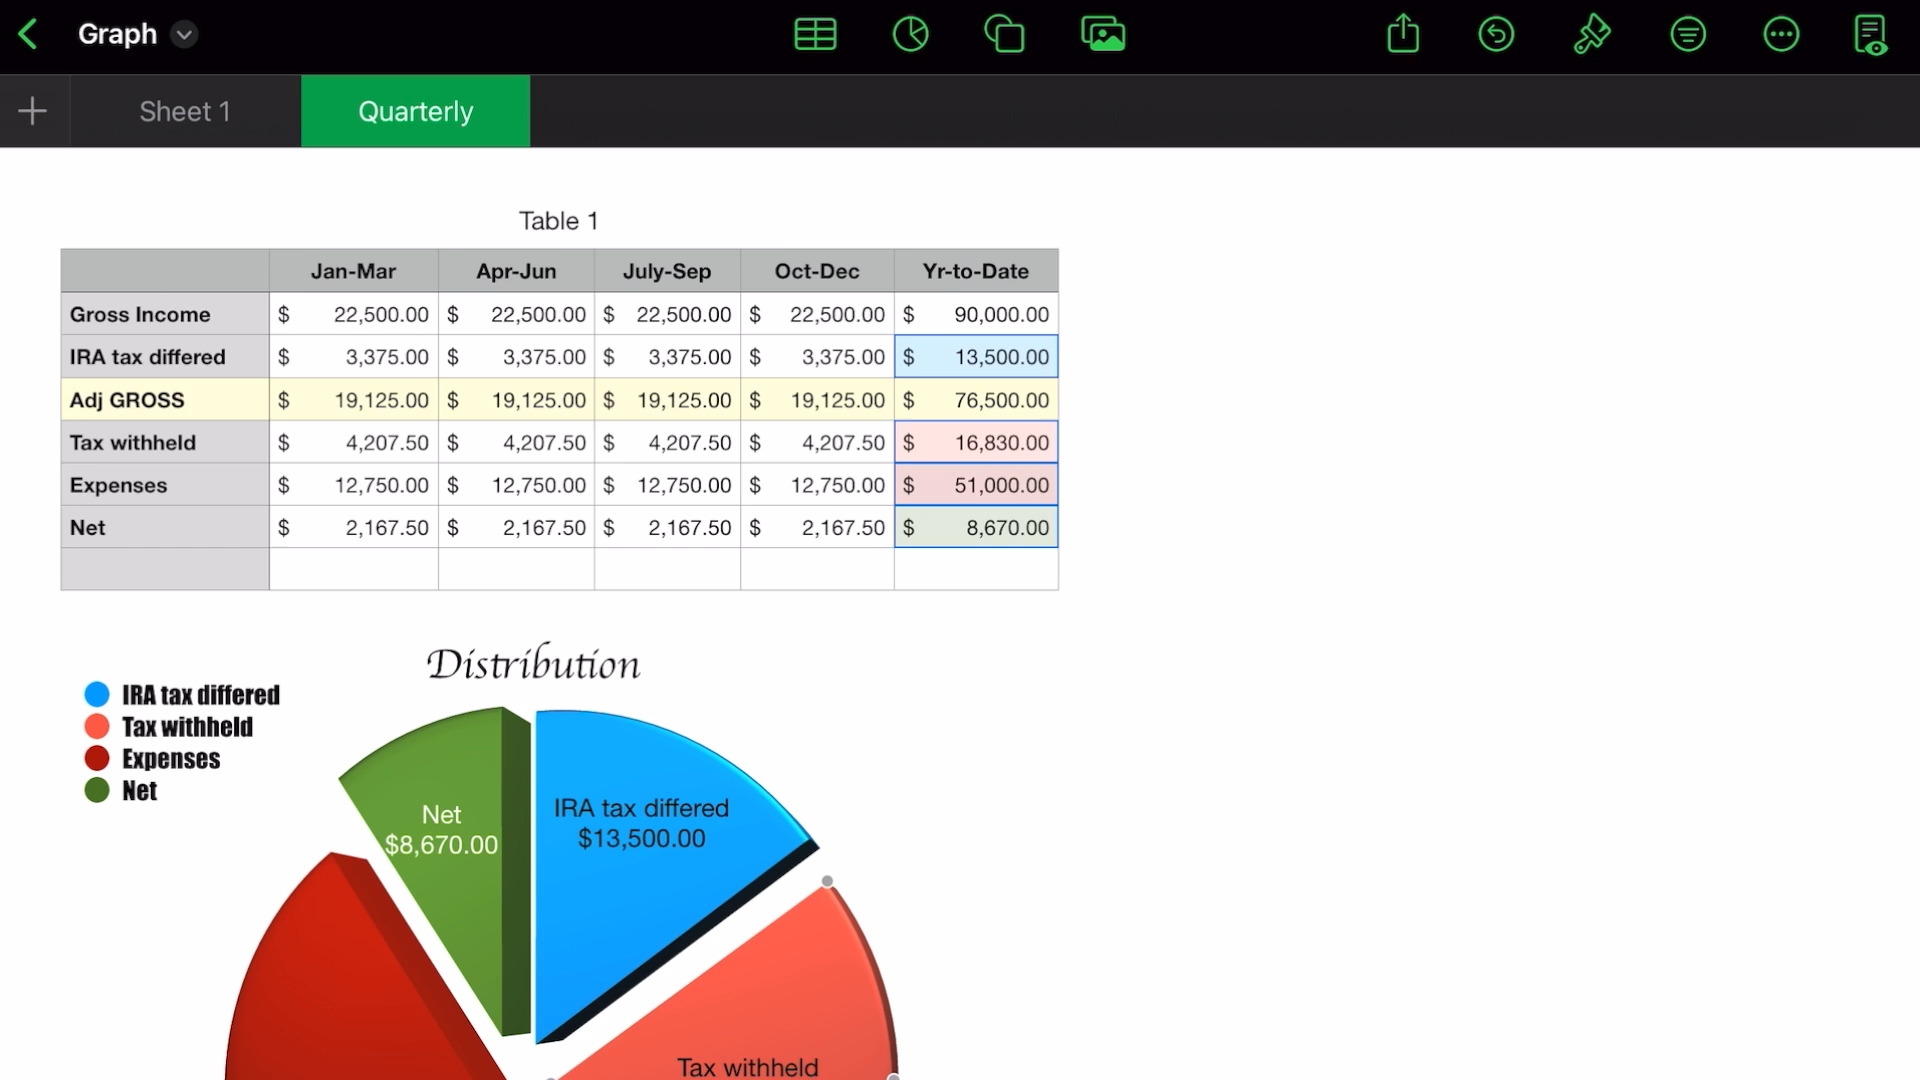 Graph
Sheet 1 Quarterly
Table 1
Jan-Mar Apr-Jun July-Sep Oct-Dec Yr-to-Date
Gross Income $ 22,500.00 $ 22,500.00 $ 22,500.00 $ 22,500.00 $ 90,000.00
IRA tax differed $ 3,375.00 $ 3,375.00 $ 3,375.00 $ 3,375.00 $ 13,500.00
Adj GROSS $ 19,125.00 $ 19,125.00 $ 19,125.00 $ 19,125.00 $ 76,500.00
Tax withheld $ 4,207.50 $ 4,207.50 $ 4,207.50 $ 4,207.50 $ 16,830.00
Expenses $ 12,750.00 $ 12,750.00 $ 12,750.00 $ 12,750.00 $ 51,000.00
Net $ 2,167.50 $ 2,167.50 $ 2,167.50 $ 2,167.50 $ 8,670.00
Distribution
IRA tax differed
Tax withheld
Expenses
Net
Net
$8,670.00
IRA tax differed
$13,500.00
Tax withheld